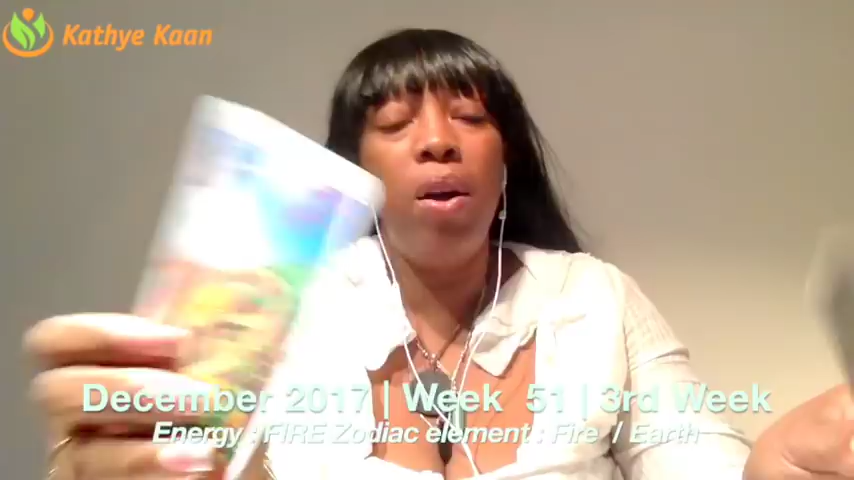 Kathye Kaan
December 2017 | Week 51 | 3rd Week
Energy : FIRE Zodiac element : Fire / Earth